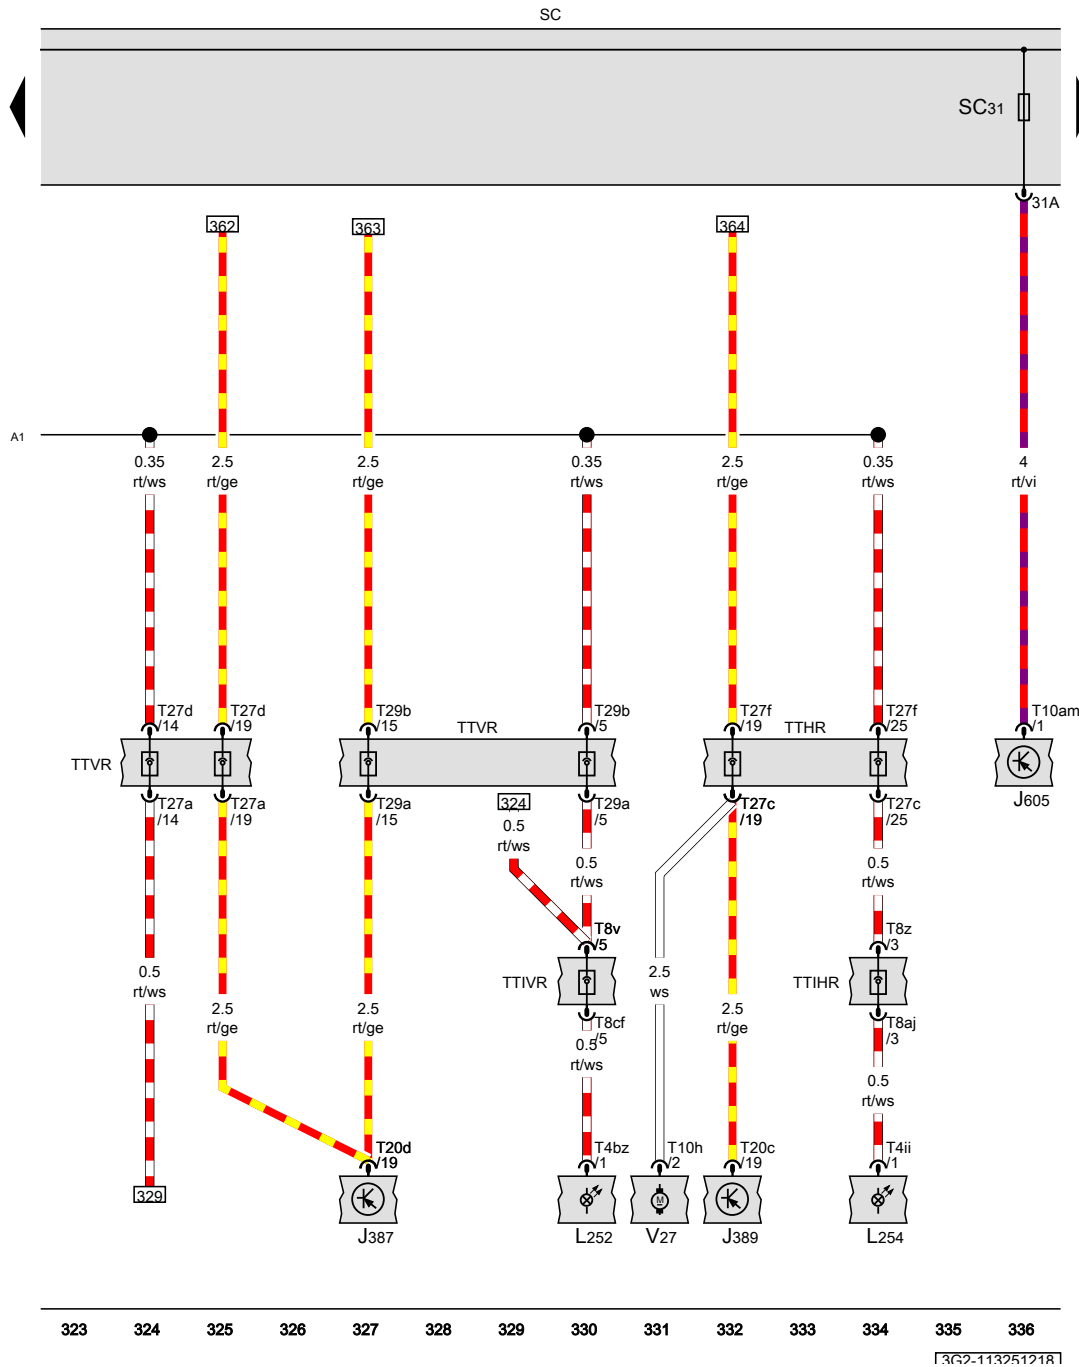 SC
SC31
31A
362
363
364
A1
0.35
rt/ws
2.5
rt/ge
2.5
rt/ge
0.35
rt/ws
2.5
rt/ge
0.35
rt/ws
4
rt/vi
T27d
/14
T27d
/19
T29b
/15
T29b
/5
T27f
/19
T27f
/25
T10am
/1
TTVR
TTVR
TTHR
J605
T27a
/14
T27a
/19
T29a
/15
324
0.5
rt/ws
T29a
/5
T27c
/19
T27c
/25
0.5
rt/ws
0.5
rt/ws
T8v
/5
T8z
/3
0.5
rt/ws
2.5
ws
TTIVR
TTIHR
2.5
rt/ge
2.5
rt/ge
2.5
rt/ge
T8cf
/5
T8aj
/3
0.5
rt/ws
0.5
rt/ws
T20d
/19
T4bz
/1
T10h
/2
T20c
/19
T4ii
/1
329
M
J387
L252
V27
J389
L254
323 324 325 326 327 328 329 330 331 332 333 334 335 336
3G2-113251218